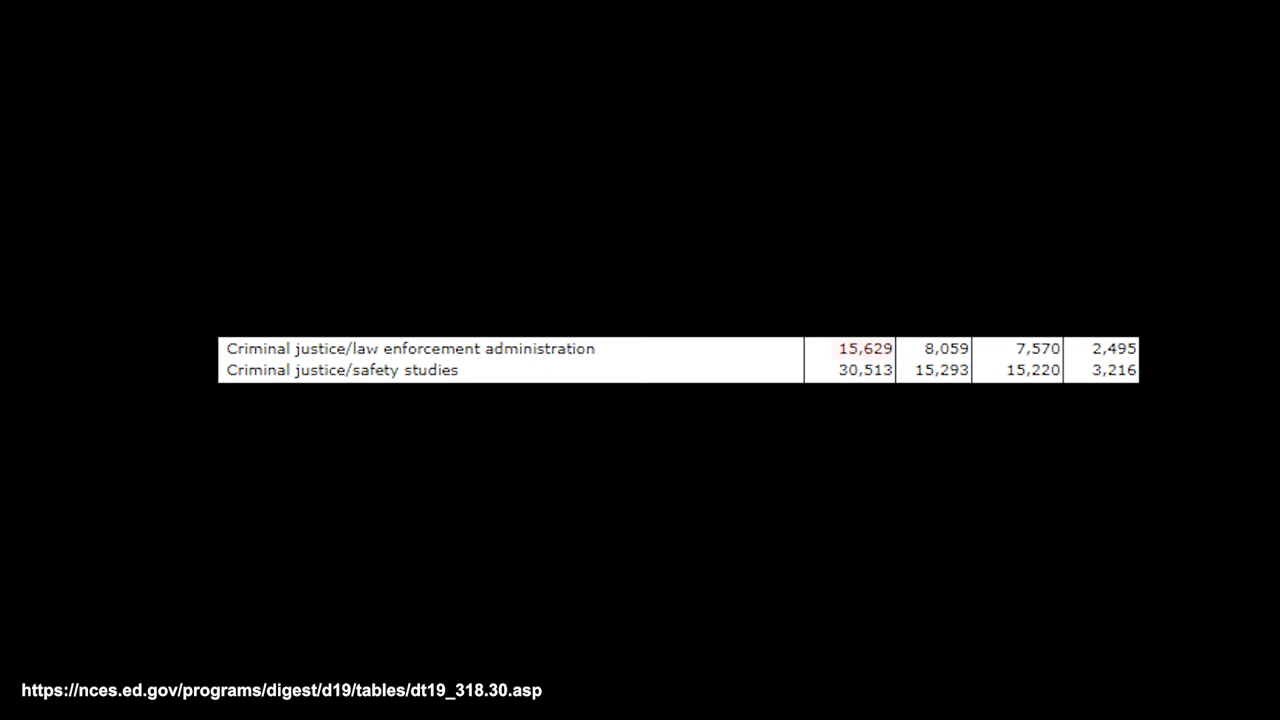 Criminal justice/law enforcement administration 15,629 8,059 7,570 2,495
Criminal justice/safety studies 30,513 15,293 15,220 3,216
https://nces.ed.gov/programs/digest/d19/tables/dt19_318.30.asp